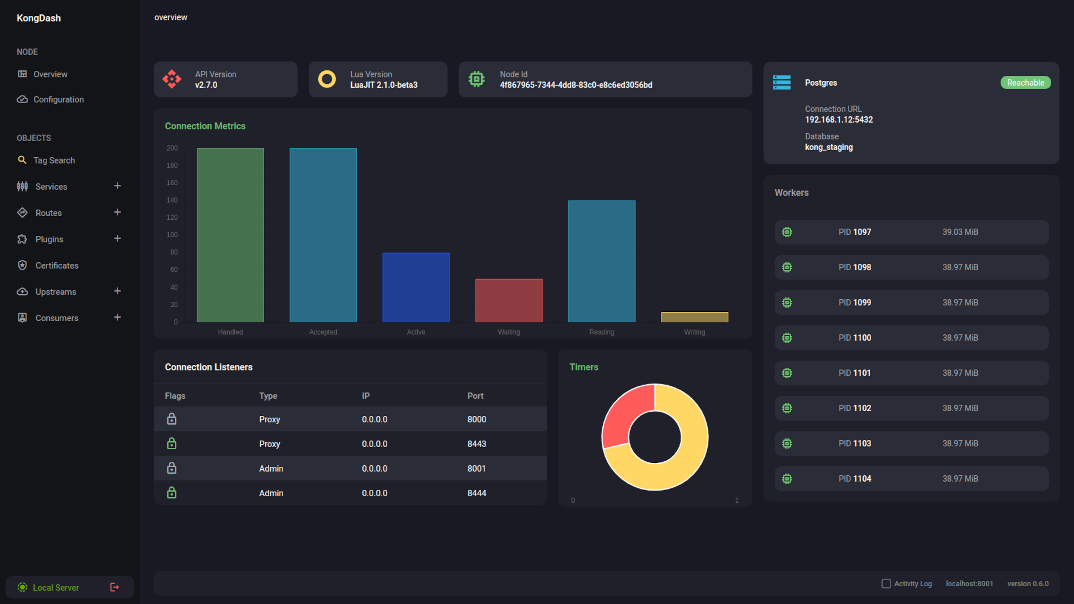 KongDash
overview
NODE
Overview
Configuration
OBJECTS
Tag Search
Services
Routes
Plugins
Certificates
Upstreams
Consumers
Local Server
API Version
v2.7.0
Lua Version
LuaJIT 2.1.0-beta3
Node Id
4f867965-7344-4dd8-83c0-e8c6ed3056bd
Connection Metrics
200
180
160
140
120
100
80
60
40
20
0
Handled Accepted Active Waiting Reading Writing
Connection Listeners
Flags Type IP Port
Proxy 0.0.0.0 8000
Proxy 0.0.0.0 8443
Admin 0.0.0.0 8001
Admin 0.0.0.0 8444
Timers
0 1
Postgres Reachable
Connection URL
192.168.1.12:5432
Database
kong_staging
Workers
PID 1097 39.03 MiB
PID 1098 38.97 MiB
PID 1099 38.97 MiB
PID 1100 38.97 MiB
PID 1101 38.97 MiB
PID 1102 38.97 MiB
PID 1103 38.97 MiB
PID 1104 38.97 MiB
Activity Log localhost:8001 version 0.6.0